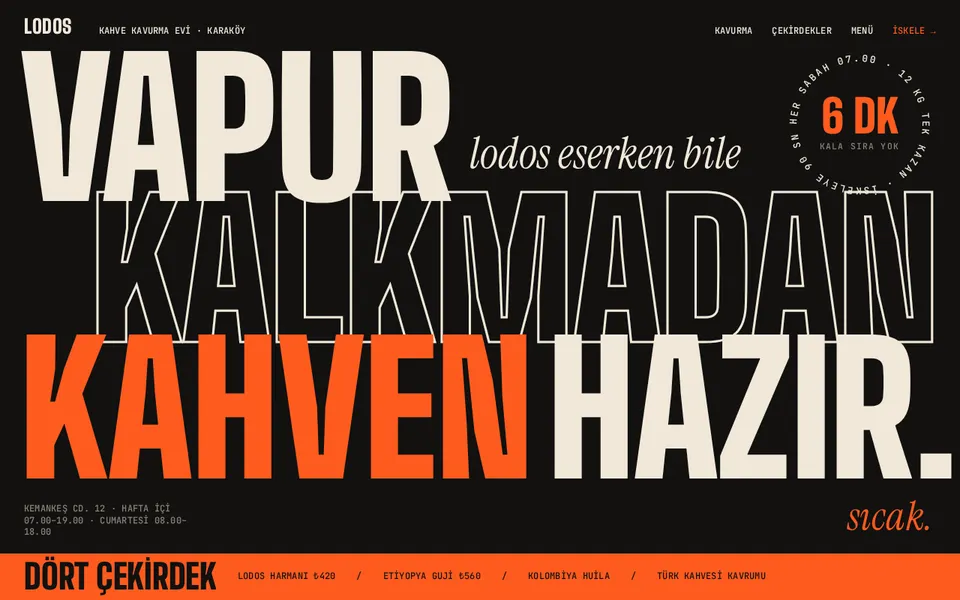 LODOS
KAHVE KAVURMA EVİ · KARAKÖY
KAVURMA ÇEKİRDEKLER MENÜ İSKELE →
VAPUR
lodos eserken bile
HER SABAH 07.00 · 12 KG TEK KAZAN · İSKELEYE 90 SN
6 DK
KALA SIRA YOK
KALKMADAN
KAHVEN HAZIR.
KEMANKEŞ CD. 12 · HAFTA İÇİ
07.00–19.00 · CUMARTESİ 08.00–
18.00
sıcak.
DÖRT ÇEKİRDEK
LODOS HARMANI ₺420 / ETİYOPYA GUJİ ₺560 / KOLOMBİYA HUİLA / TÜRK KAHVESİ KAVRUMU